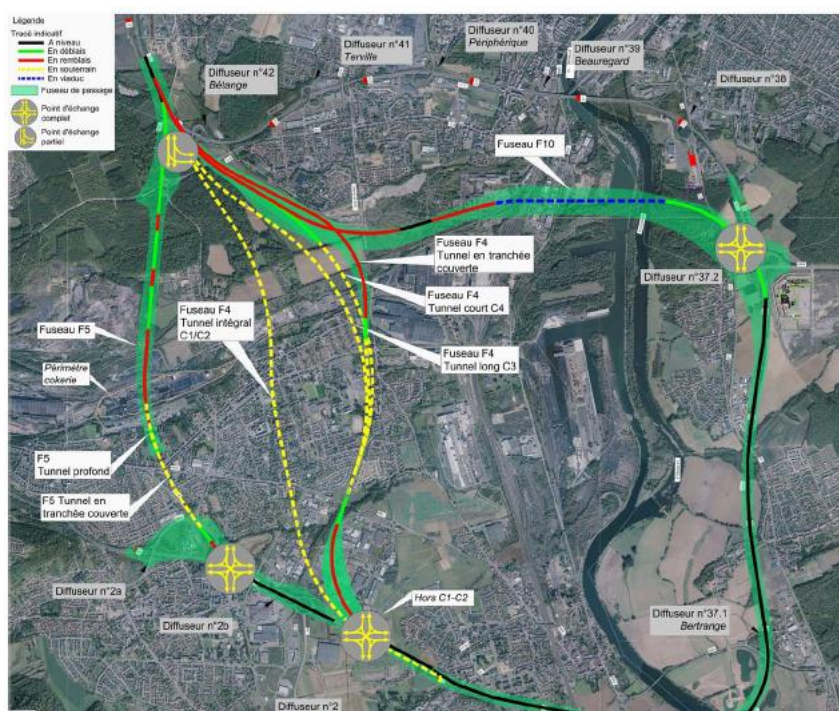 Légende
Tracé indicatif
A niveau
En déblais
En remblais
En souterrain
En viaduc
Fuseau de passage
Point d'échange
complet
Point d'échange
partiel
Diffuseur n°42
Bélange
Diffuseur n°41
Terville
Diffuseur n°40
Périphérique
Diffuseur n°39
Beauregard
Diffuseur n°38
Fuseau F10
Fuseau F4
Tunnel en tranchée
couverte
Diffuseur n°37.2
Fuseau F4
Tunnel court C4
Fuseau F4
Tunnel intégral
C1/C2
Fuseau F5
Fuseau F4
Tunnel long C3
Périmètre
cokerie
F5
Tunnel profond
F5 Tunnel en
tranchée couverte
Diffuseur n°2a
Hora C1-C2
Diffuseur n°2b
Diffuseur n°37.1
Bertrange
Diffuseur n°2